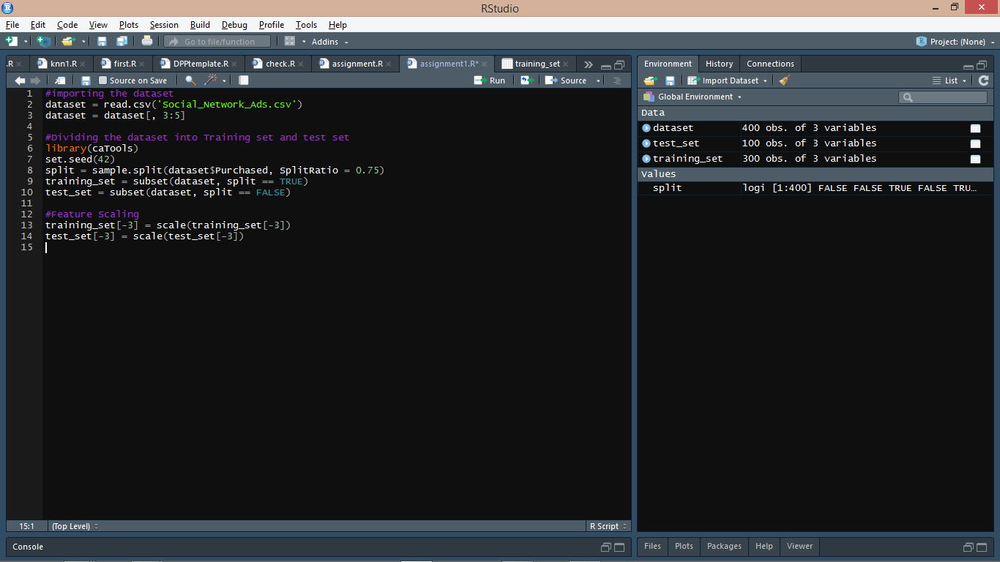 RStudio
File Edit Code View Plots Session Build Debug Profile Tools Help
Go to file/function Addins Project: (None)
.R knn1.R first.R DPPtemplate.R check.R assignment.R assignment1.R* training_set
Source on Save Run Source
1 #importing the dataset
2 dataset = read.csv('Social_Network_Ads.csv')
3 dataset = dataset[, 3:5]
4
5 #Dividing the dataset into Training set and test set
6 library(caTools)
7 set.seed(42)
8 split = sample.split(dataset$Purchased, SplitRatio = 0.75)
9 training_set = subset(dataset, split == TRUE)
10 test_set = subset(dataset, split == FALSE)
11
12 #Feature Scaling
13 training_set[-3] = scale(training_set[-3])
14 test_set[-3] = scale(test_set[-3])
15
15:1 (Top Level) R Script
Console
Environment History Connections
Import Dataset List
Global Environment
Data
dataset 400 obs. of 3 variables
test_set 100 obs. of 3 variables
training_set 300 obs. of 3 variables
Values
split logi [1:400] FALSE FALSE TRUE FALSE TRU…
Files Plots Packages Help Viewer